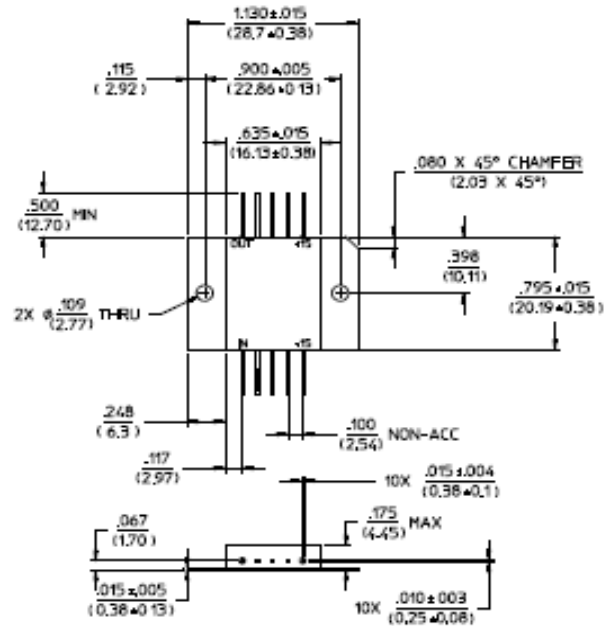 1.130±.015
(28.7±0.38)
.115
(2.92)
.900±.005
(22.86±0.13)
.635±.015
(16.13±0.38)
.080 X 45° CHAMFER
(2.03 X 45°)
.500 MIN
(12.70)
OUT +15
.398
(10.11)
.795±.015
(20.19±0.38)
2X ø .109 THRU
(2.77)
IN +15
.248
(6.3)
.100 NON-ACC
(2.54)
.117
(2.97)
10X .015±.004
(0.38±0.1)
.067
(1.70)
.175 MAX
(4.45)
.015±.005
(0.38±0.13)
10X .010±003
(0.25±0.08)